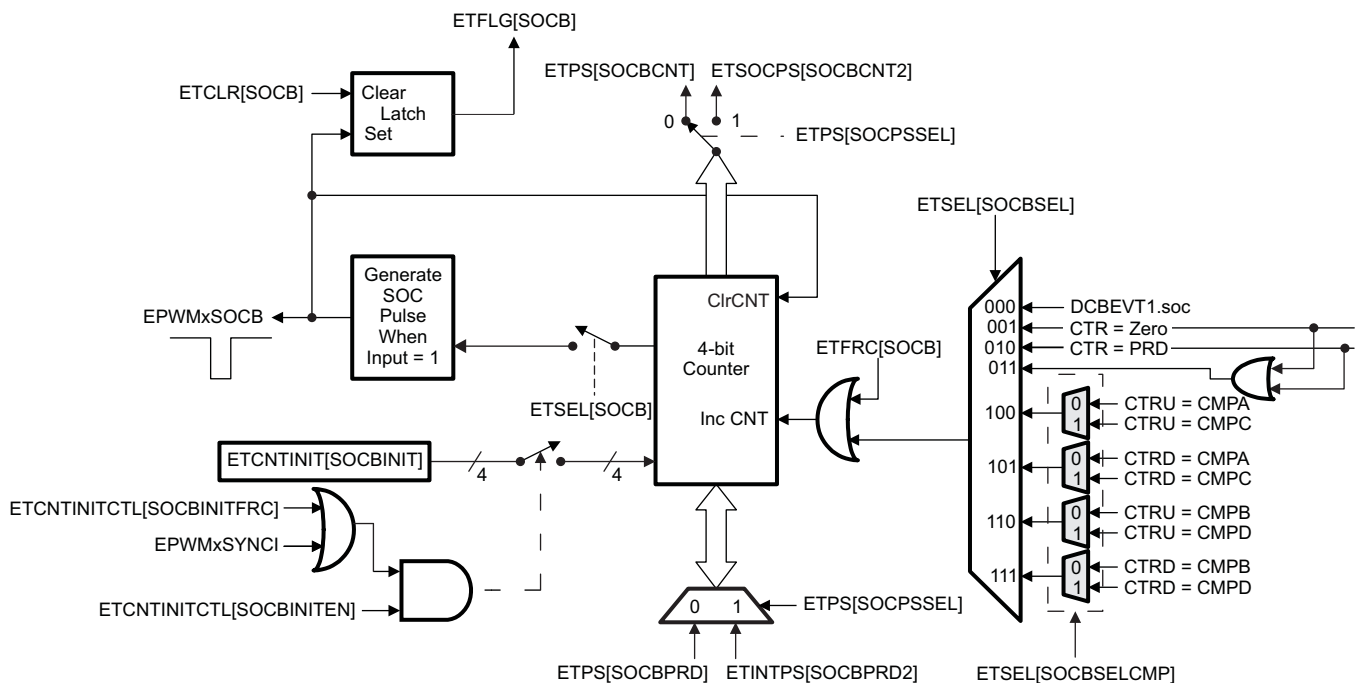 ETFLG[SOCB]
ETPS[SOCBCNT]
ETSOCPS[SOCBCNT2]
ETCLR[SOCB]
Clear
Latch
Set
0
1
ETPS[SOCPSSEL]
ETSEL[SOCBSEL]
Generate
SOC
Pulse
When
Input = 1
EPWMxSOCB
ClrCNT
4-bit
Counter
Inc CNT
ETSEL[SOCB]
ETFRC[SOCB]
000
DCBEVT1.soc
001
CTR = Zero
010
CTR = PRD
011
100
0
CTRU = CMPA
1
CTRU = CMPC
101
0
CTRD = CMPA
1
CTRD = CMPC
110
0
CTRU = CMPB
1
CTRU = CMPD
111
0
CTRD = CMPB
1
CTRD = CMPD
ETCNTINIT[SOCBINIT]
4
4
ETCNTINITCTL[SOCBINITFRC]
EPWMxSYNCI
ETCNTINITCTL[SOCBINITEN]
0
1
ETPS[SOCPSSEL]
ETPS[SOCBPRD]
ETINTPS[SOCBPRD2]
ETSEL[SOCBSELCMP]